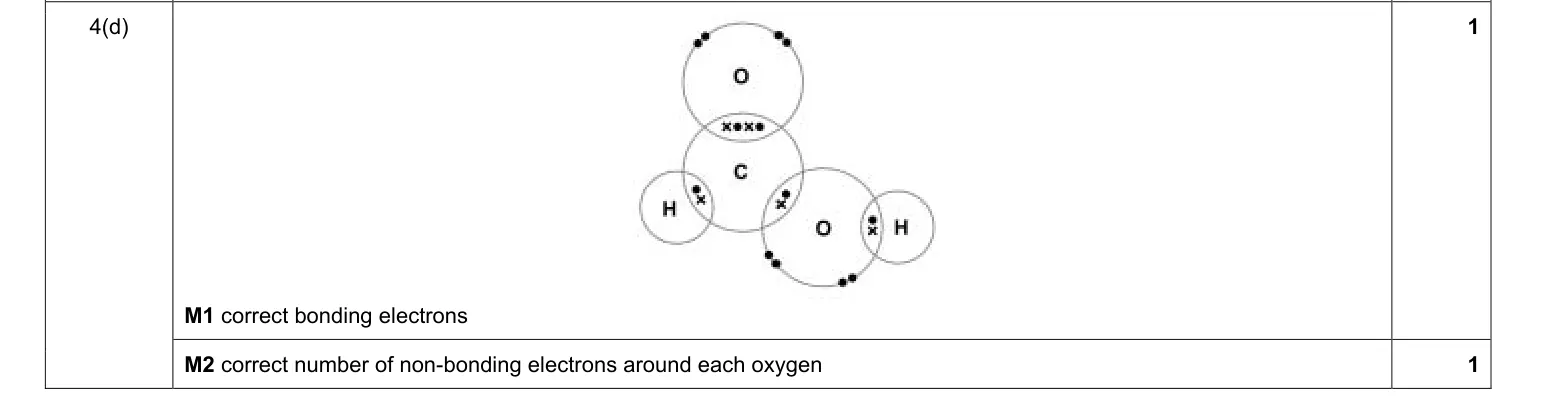 4(d)
1
O
x●x●
C
H
●
x
●
x
O
●
x
H
M1 correct bonding electrons
M2 correct number of non-bonding electrons around each oxygen
1